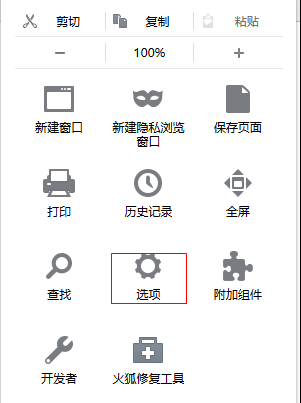 剪切 复制 粘贴
− 100% +
新建窗口 新建隐私浏览窗口 保存页面
打印 历史记录 全屏
查找 选项 附加组件
开发者 火狐修复工具